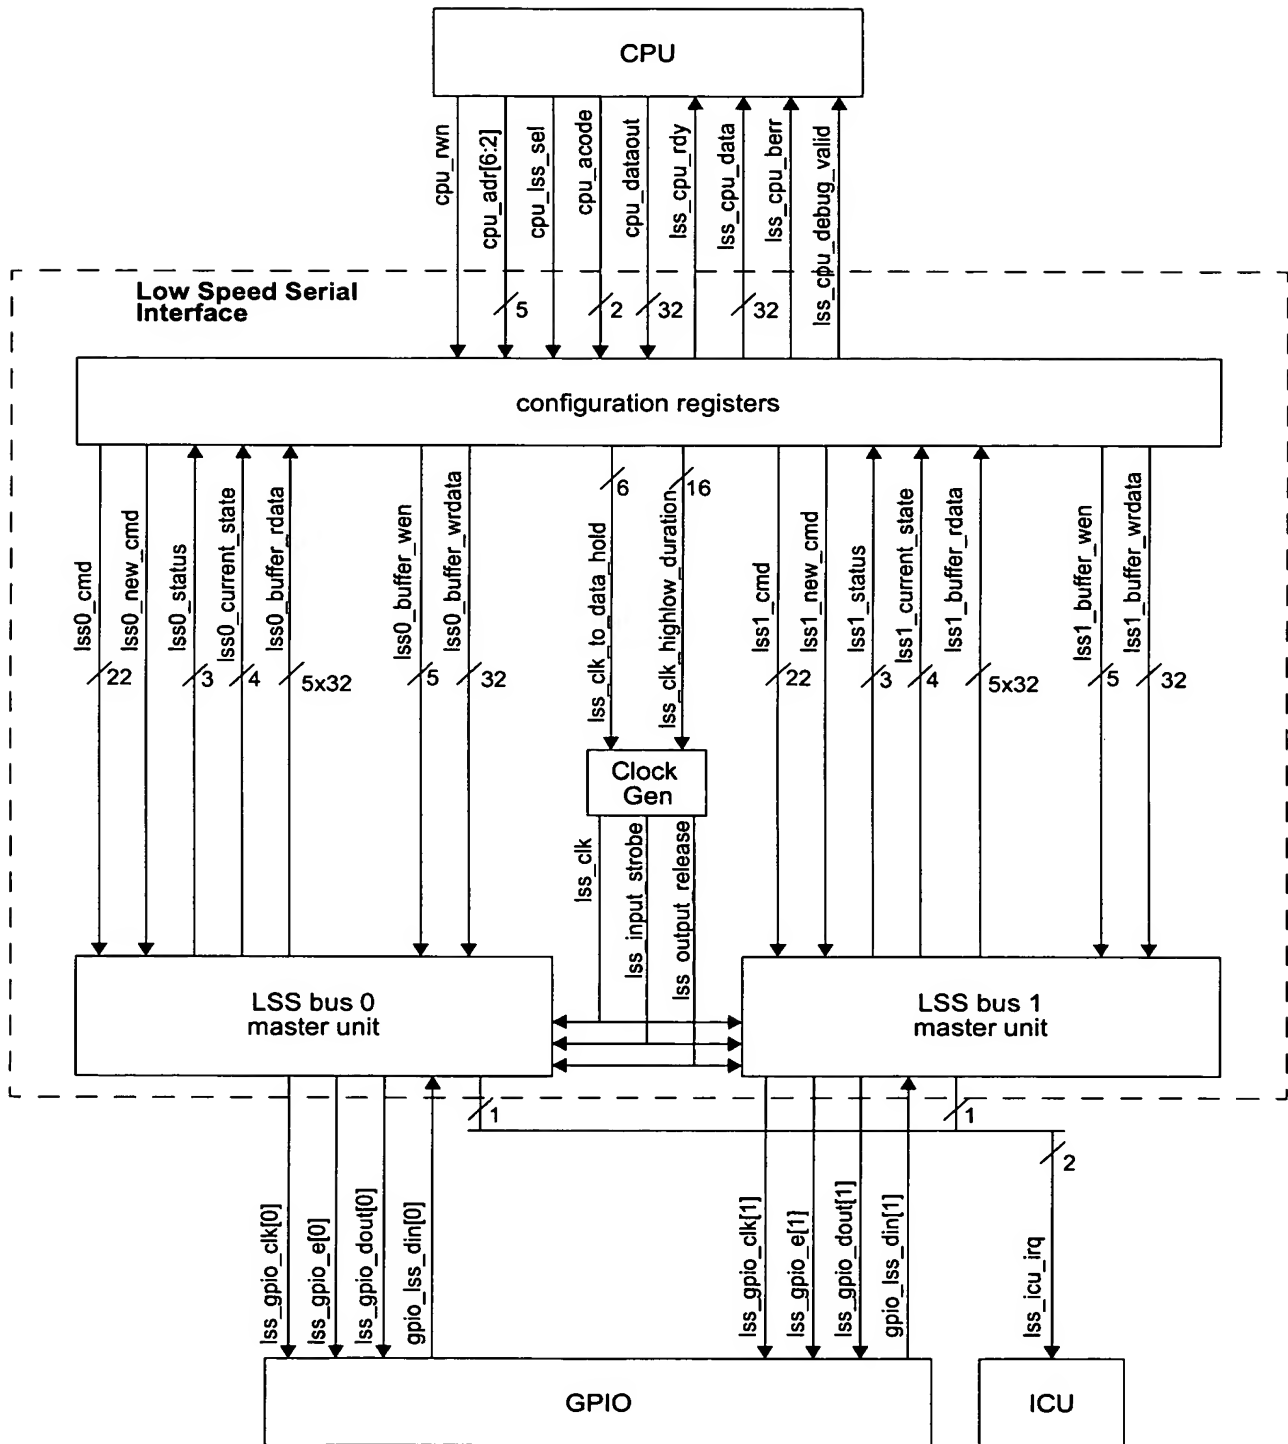 CPU
cpu_rwn
cpu_adr[6:2]
cpu_lss_sel
cpu_acode
cpu_dataout
lss_cpu_rdy
lss_cpu_data
lss_cpu_berr
lss_cpu_debug_valid
Low Speed Serial
Interface
5
2
32
32
configuration registers
lss0_cmd
lss0_new_cmd
lss0_status
lss0_current_state
lss0_buffer_rdata
lss0_buffer_wen
lss0_buffer_wrdata
lss_clk_to_data_hold
lss_clk_highlow_duration
lss1_cmd
lss1_new_cmd
lss1_status
lss1_current_state
lss1_buffer_rdata
lss1_buffer_wen
lss1_buffer_wrdata
6
16
22
3
4
5x32
5
32
22
3
4
5x32
5
32
Clock
Gen
lss_clk
lss_input_strobe
lss_output_release
LSS bus 0
master unit
LSS bus 1
master unit
1
1
2
lss_gpio_clk[0]
lss_gpio_e[0]
lss_gpio_dout[0]
gpio_lss_din[0]
lss_gpio_clk[1]
lss_gpio_e[1]
lss_gpio_dout[1]
gpio_lss_din[1]
lss_icu_irq
GPIO
ICU